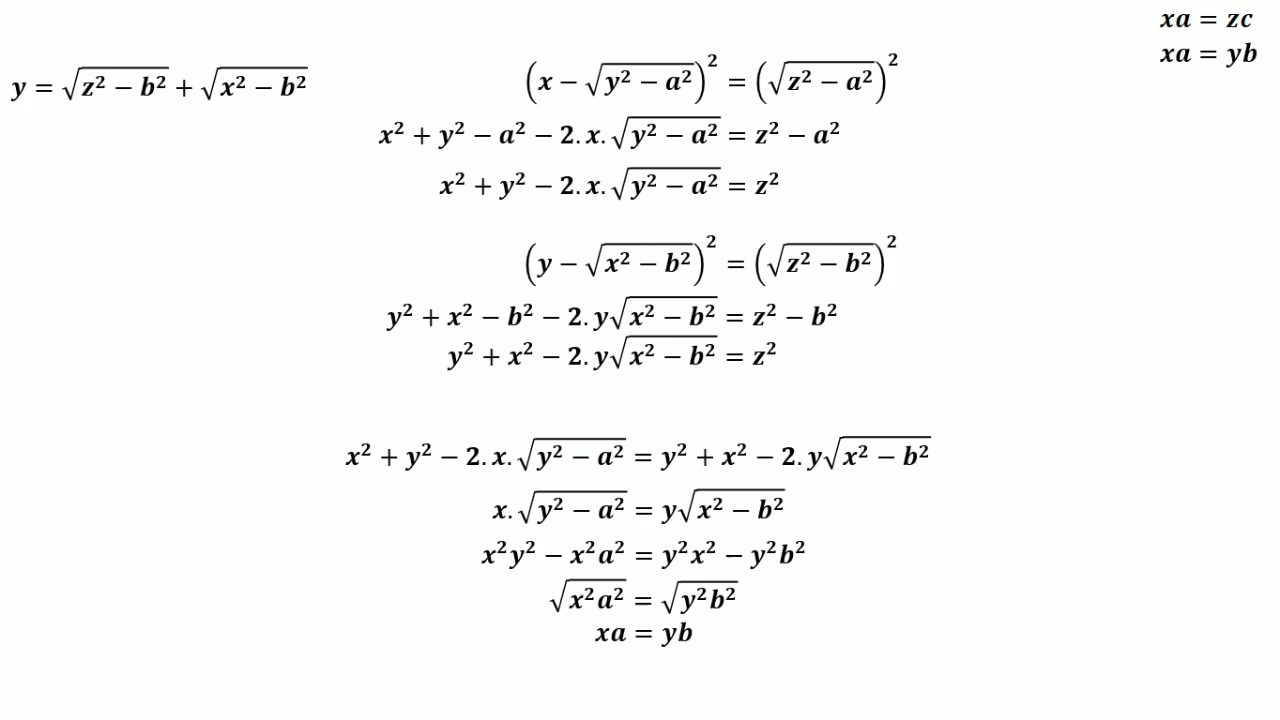 xa = zc
xa = yb
y = √(z² − b²) + √(x² − b²)
(x − √(y² − a²))² = (√(z² − a²))²
x² + y² − a² − 2. x. √(y² − a²) = z² − a²
x² + y² − 2. x. √(y² − a²) = z²
(y − √(x² − b²))² = (√(z² − b²))²
y² + x² − b² − 2. y√(x² − b²) = z² − b²
y² + x² − 2. y√(x² − b²) = z²
x² + y² − 2. x. √(y² − a²) = y² + x² − 2. y√(x² − b²)
x. √(y² − a²) = y√(x² − b²)
x²y² − x²a² = y²x² − y²b²
√(x²a²) = √(y²b²)
xa = yb